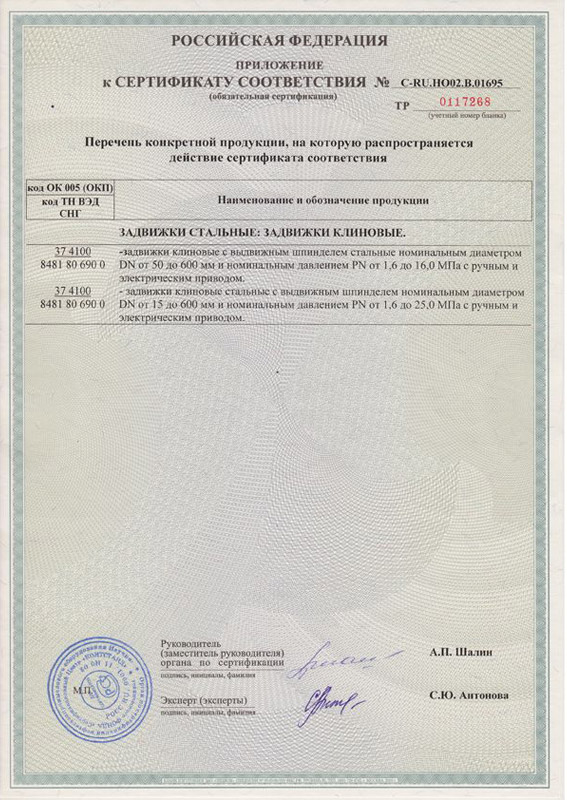 РОССИЙСКАЯ ФЕДЕРАЦИЯ
ПРИЛОЖЕНИЕ
к СЕРТИФИКАТУ СООТВЕТСТВИЯ № C-RU.НО02.В.01695
(обязательная сертификация)
ТР 0117268
(учетный номер бланка)
Перечень конкретной продукции, на которую распространяется
действие сертификата соответствия
код ОК 005 (ОКП)
код ТН ВЭД
СНГ
Наименование и обозначение продукции
ЗАДВИЖКИ СТАЛЬНЫЕ: ЗАДВИЖКИ КЛИНОВЫЕ.
37 4100 -задвижки клиновые с выдвижным шпинделем стальные номинальным диаметром
8481 80 690 0 DN от 50 до 600 мм и номинальным давлением PN от 1,6 до 16,0 МПа с ручным и
электрическим приводом.
37 4100 - задвижки клиновые стальные с выдвижным шпинделем номинальным диаметром
8481 80 690 0 DN от 15 до 600 мм и номинальным давлением PN от 1,6 до 25,0 МПа с ручным и
электрическим приводом.
Руководитель
(заместитель руководителя)
органа по сертификации
подпись, инициалы, фамилия
А.П. Шалин
М.П.
Эксперт (эксперты)
подпись, инициалы, фамилия
С.Ю. Антонова